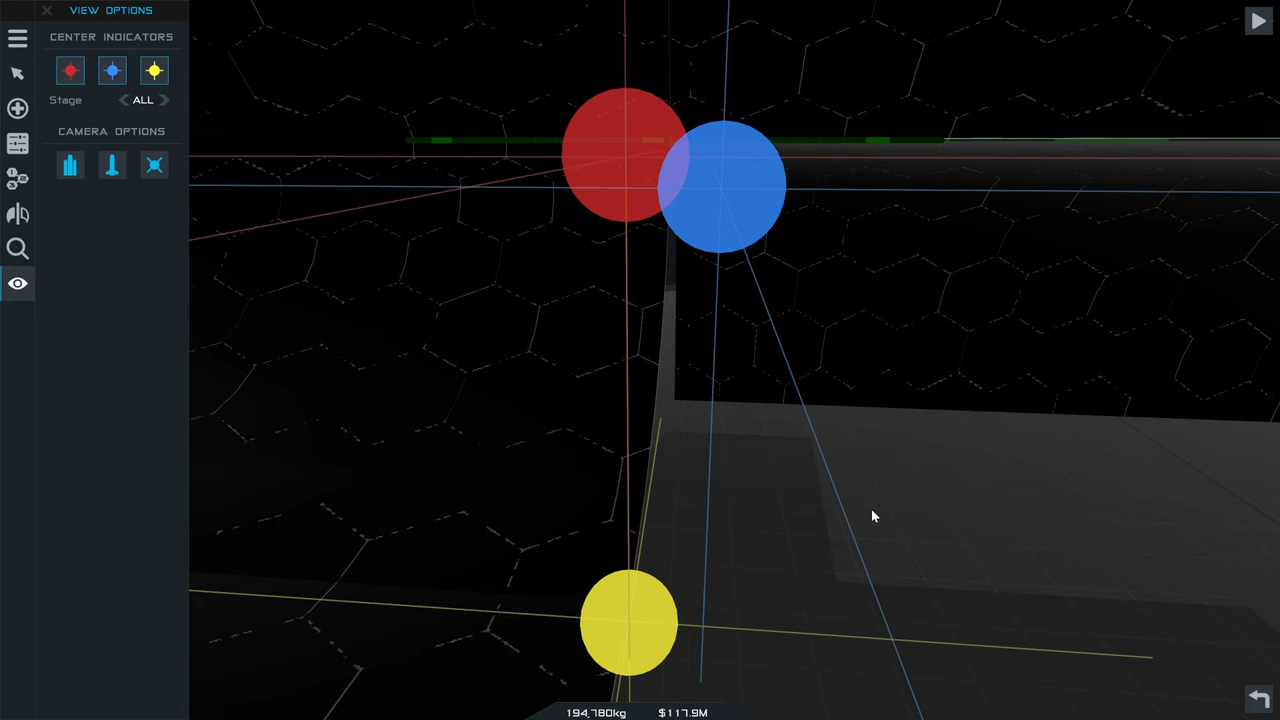 VIEW OPTIONS
CENTER INDICATORS
Stage ALL
CAMERA OPTIONS
194,780kg $117.9M